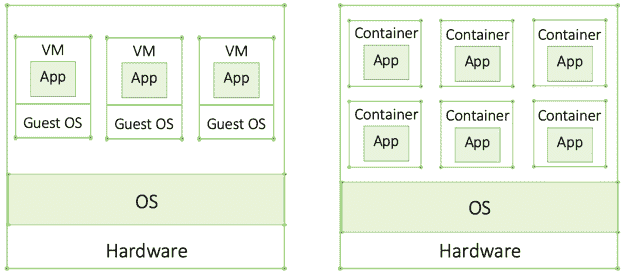 VM VM VM
App App App
Guest OS Guest OS Guest OS
OS
Hardware
Container Container Container
App App App
Container Container Container
App App App
OS
Hardware